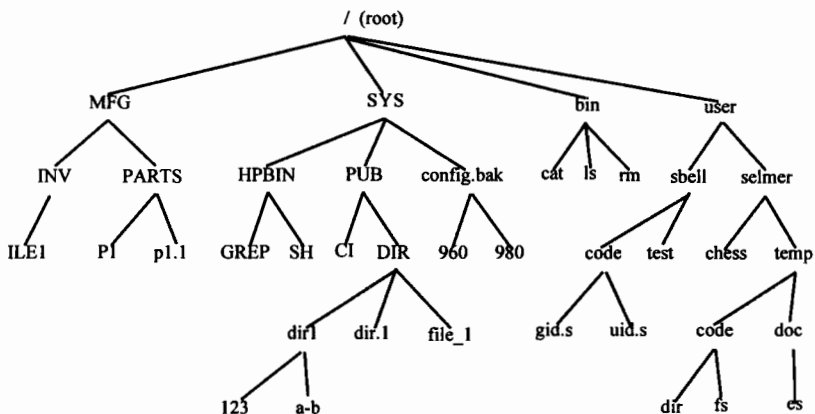 / (root)
MFG SYS bin user
INV PARTS HPBIN PUB config.bak cat ls rm sbell selmer
ILE1 P1 p1.1 GREP SH CI DIR 960 980 code test chess temp
dir1 dir.1 file_1 gid.s uid.s code doc
123 a-b dir fs es